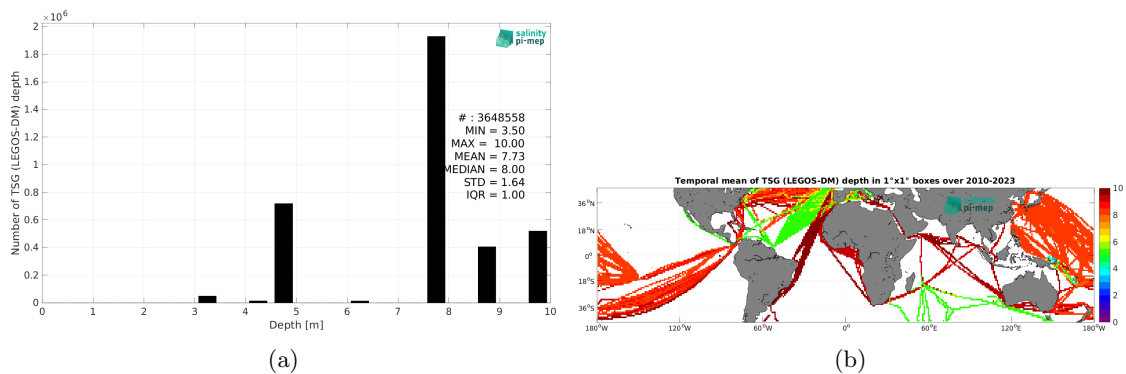 ×10⁶
2
1.8
1.6
1.4
1.2
1
0.8
0.6
0.4
0.2
0
Number of TSG (LEGOS-DM) depth
salinity
pi-mep
# : 3648558
MIN = 3.50
MAX = 10.00
MEAN = 7.73
MEDIAN = 8.00
STD = 1.64
IQR = 1.00
0 1 2 3 4 5 6 7 8 9 10
Depth [m]
(a)
Temporal mean of TSG (LEGOS-DM) depth in 1°x1° boxes over 2010-2023
salinity
pi-mep
36°N
18°N
0°
18°S
36°S
180°W 120°W 60°W 0° 60°E 120°E 180°W
10
8
6
4
2
0
(b)